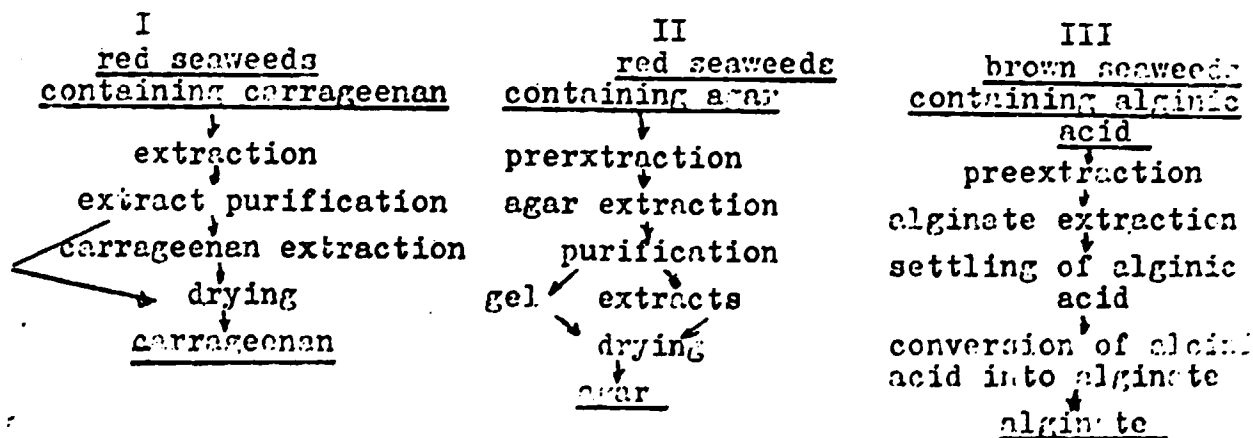 I
red seaweeds
containing carrageenan
extraction
extract purification
carrageenan extraction
drying
carrageenan
II
red seaweeds
containing agar
prerxtraction
agar extraction
purification
gel extracts
drying
agar
III
brown seaweeds
containing alginic
acid
preextraction
alginate extraction
settling of alginic
acid
conversion of
acid into alginate
alginate